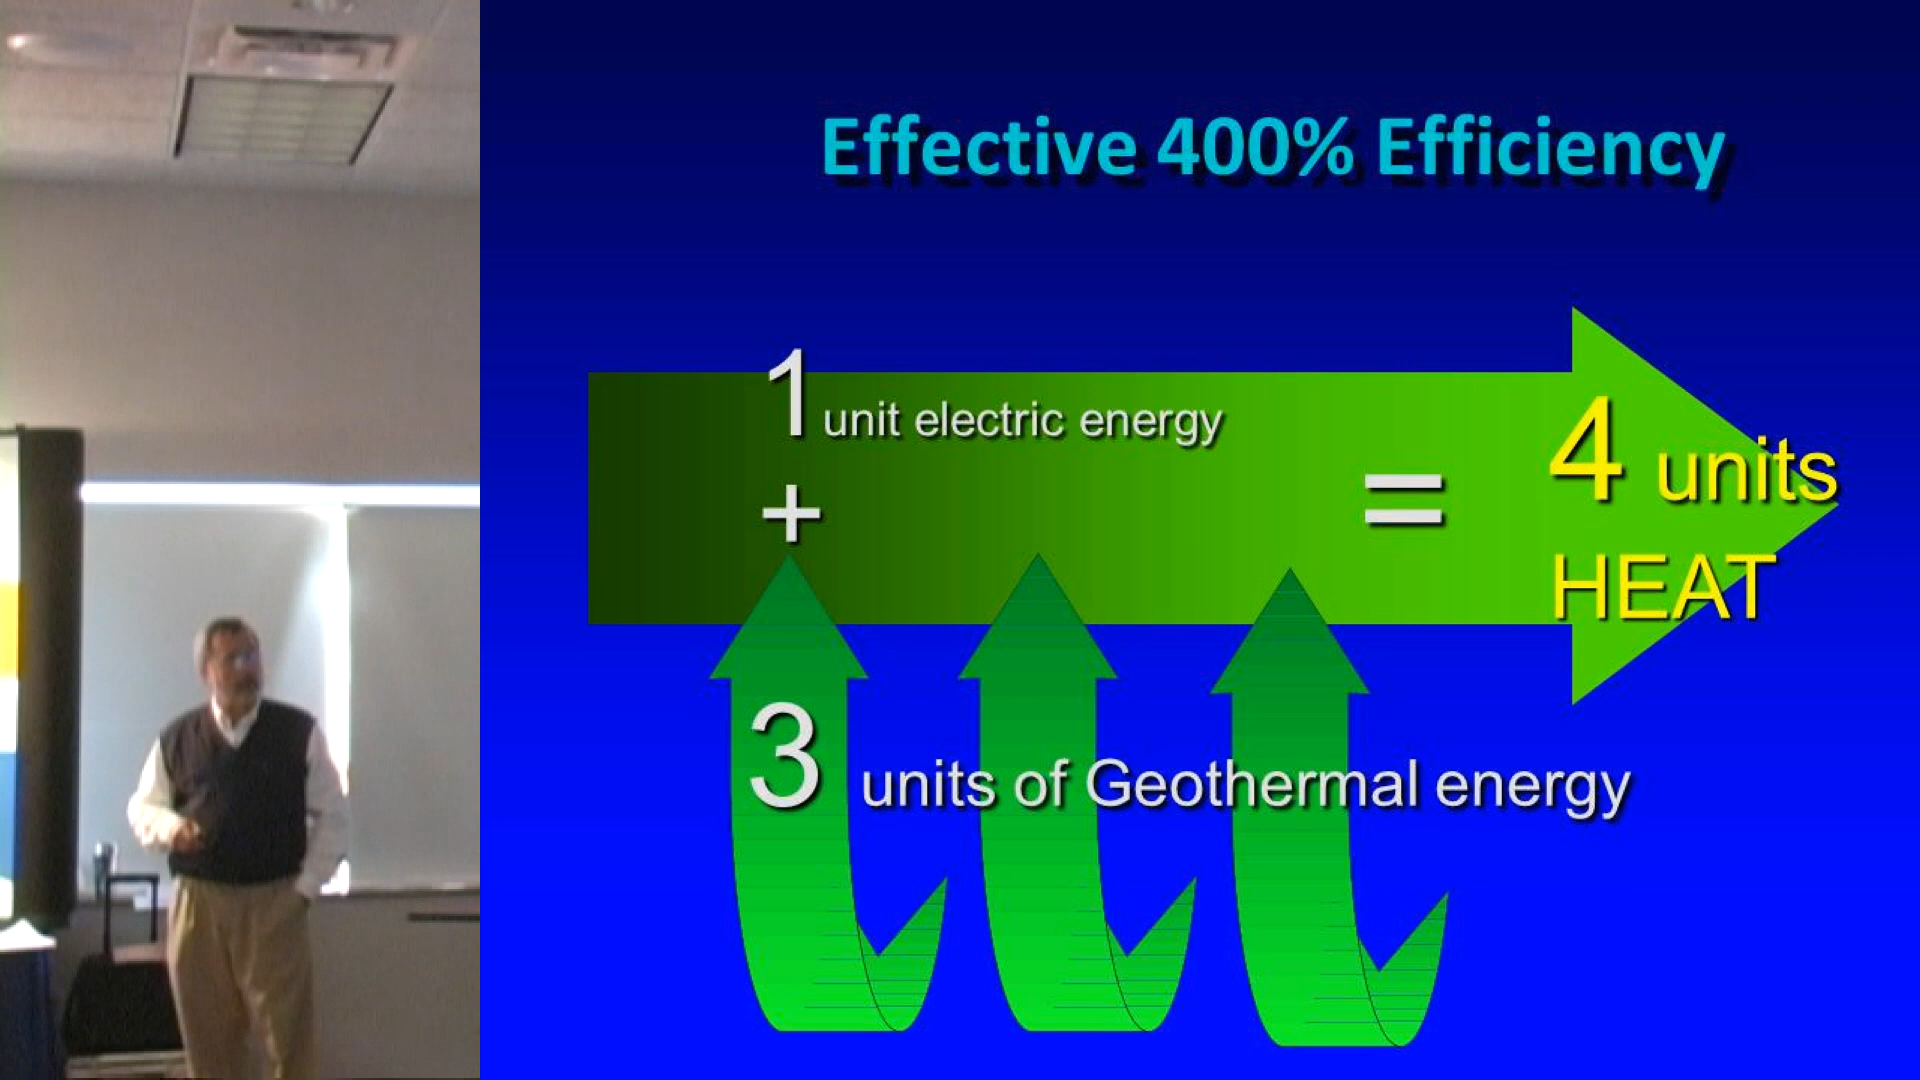 Effective 400% Efficiency
1 unit electric energy
+
=
4 units
HEAT
3 units of Geothermal energy